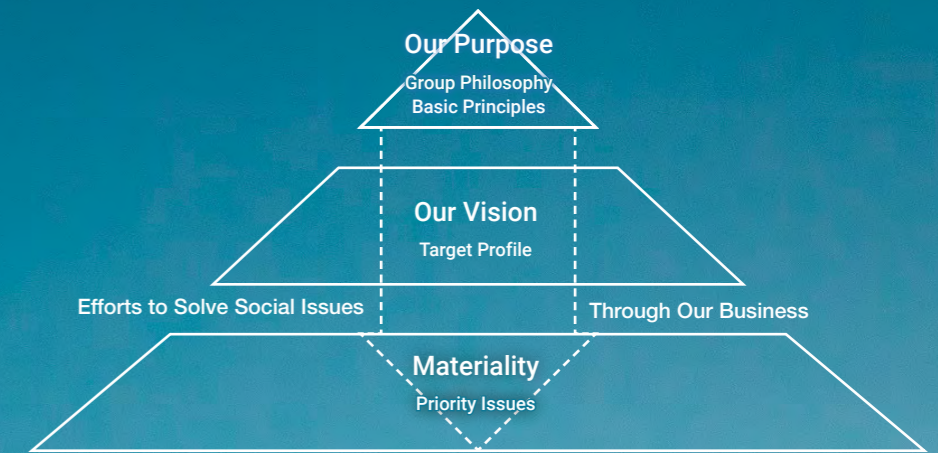 Our Purpose
Group Philosophy
Basic Principles
Our Vision
Target Profile
Efforts to Solve Social Issues
Through Our Business
Materiality
Priority Issues